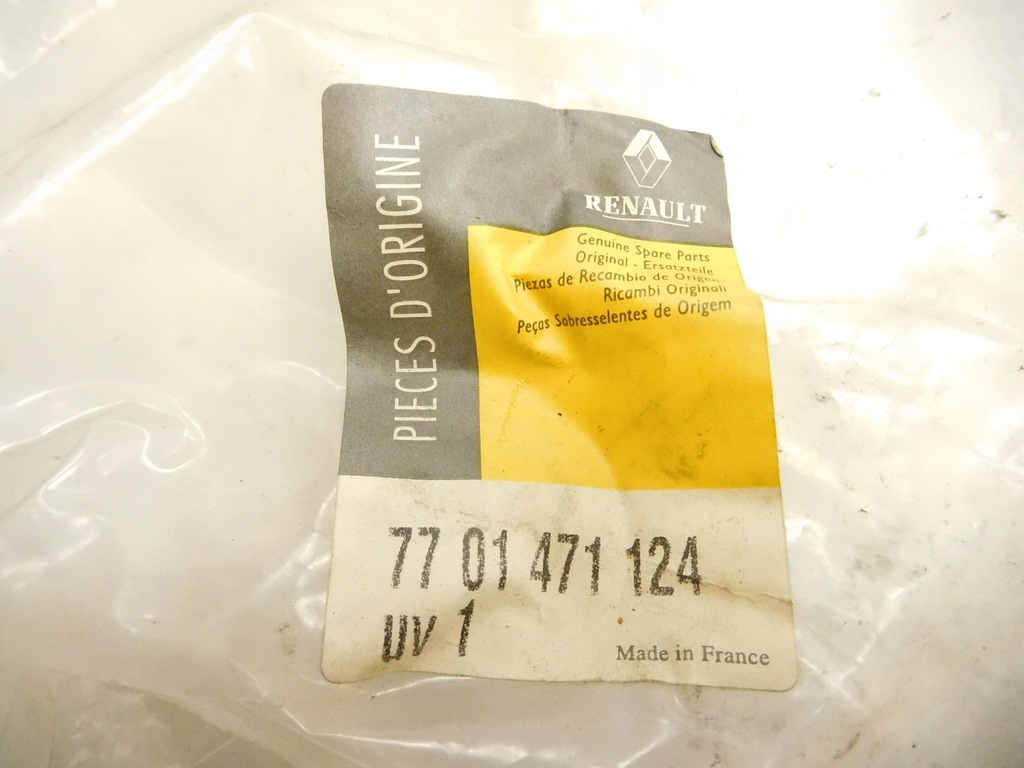 PIECES D'ORIGINE
RENAULT
Genuine Spare Parts
Original - Ersatzteile
Piezas de Recambio de Origen
Ricambi Originali
Peças Sobresselentes de Origem
77 01 471 124
uv 1
Made in France